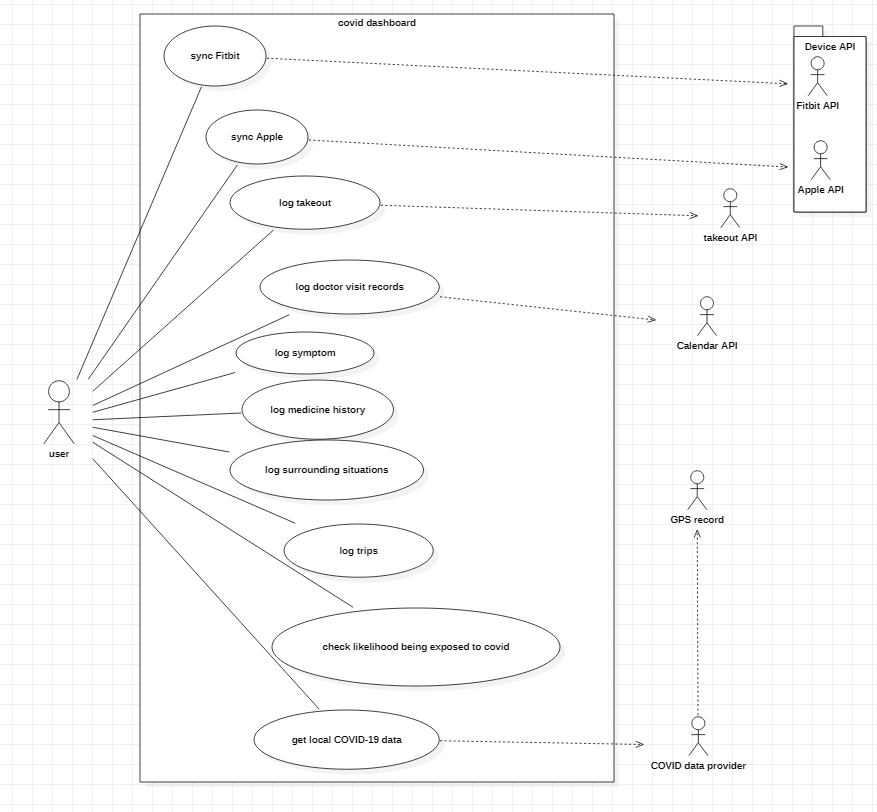 covid dashboard
sync Fitbit
Device API
Fitbit API
sync Apple
Apple API
log takeout
takeout API
log doctor visit records
Calendar API
log symptom
log medicine history
user
log surrounding situations
GPS record
log trips
check likelihood being exposed to covid
get local COVID-19 data
COVID data provider